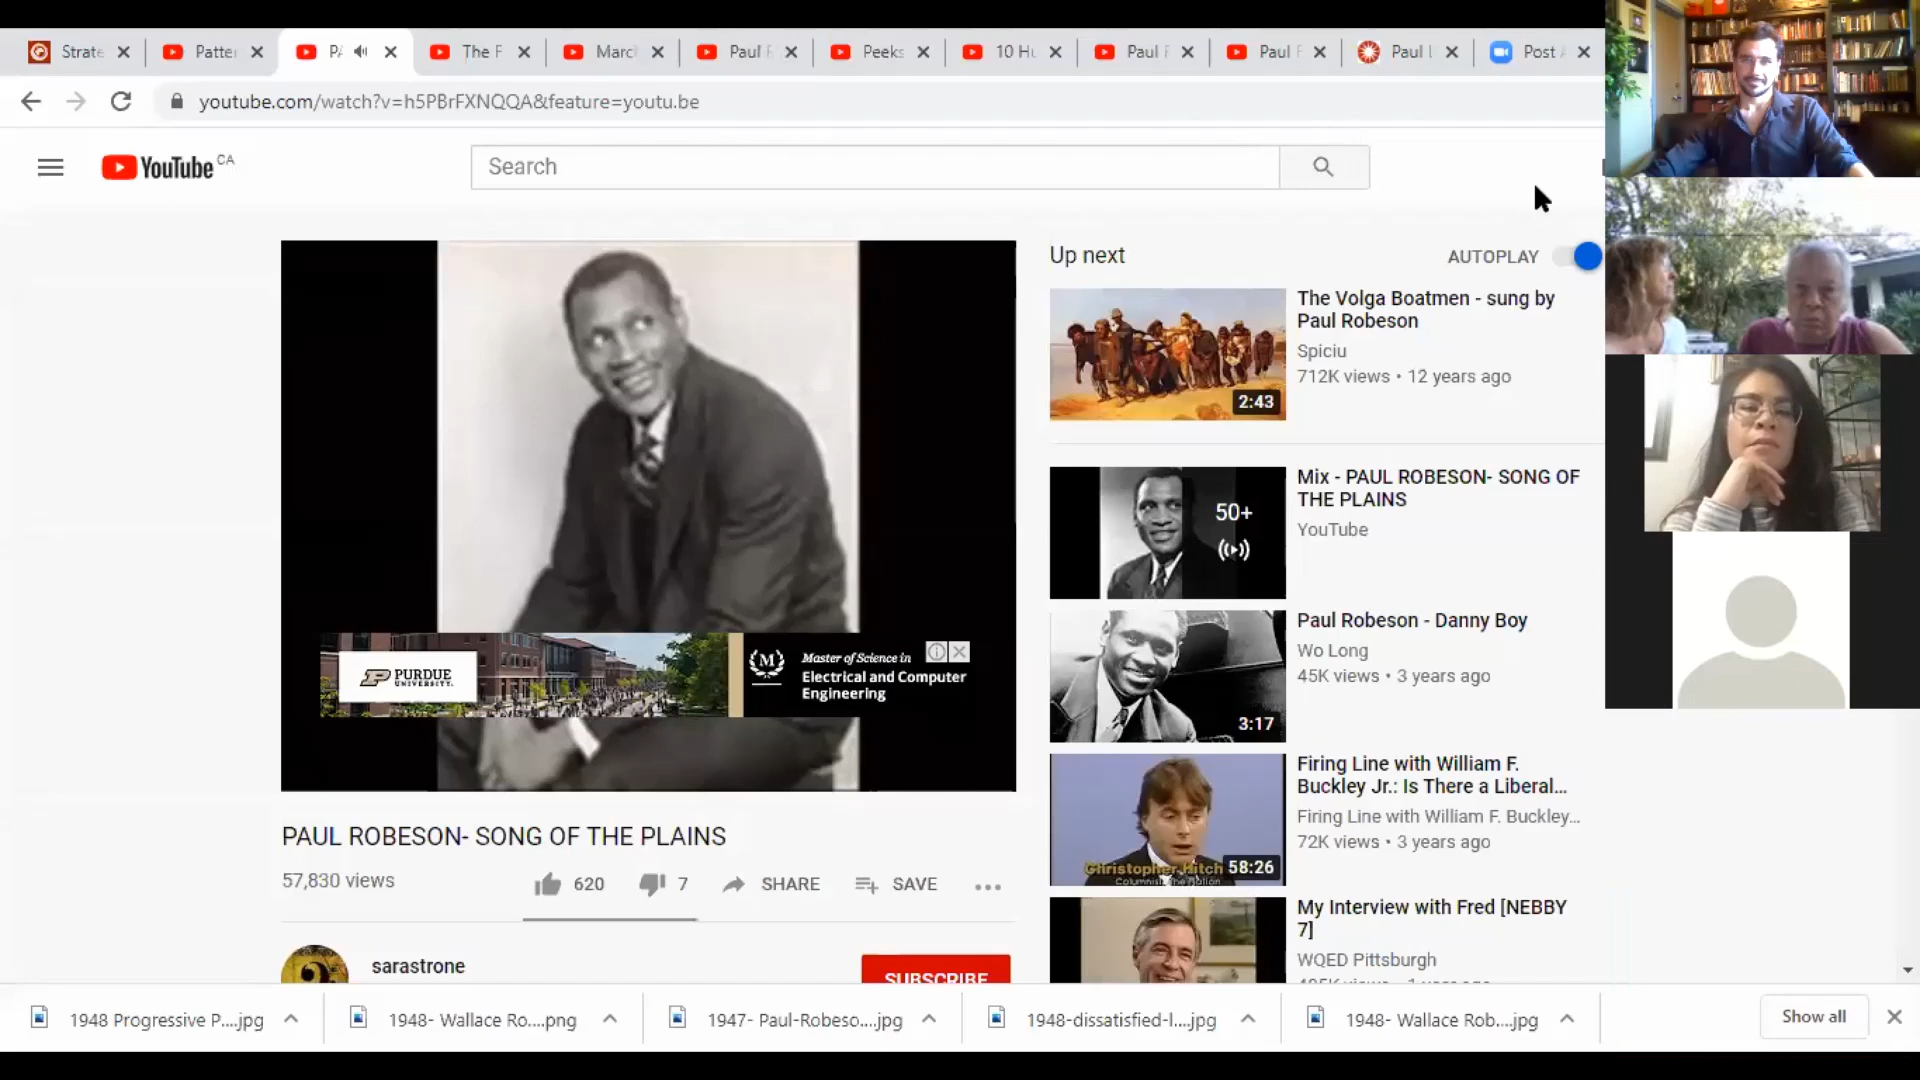 Strate
Patte
PA
The F
Marc
Paul
Peeks
10 Hu
Paul
Paul
Paul
Post
youtube.com/watch?v=h5PBrFXNQQA&feature=youtu.be
YouTube CA
Search
Up next
AUTOPLAY
The Volga Boatmen - sung by
Paul Robeson
Spiciu
712K views • 12 years ago
2:43
Mix - PAUL ROBESON- SONG OF
THE PLAINS
YouTube
50+
Paul Robeson - Danny Boy
Wo Long
45K views • 3 years ago
3:17
Firing Line with William F.
Buckley Jr.: Is There a Liberal...
Firing Line with William F. Buckley...
72K views • 3 years ago
Christopher Hitch
Columnist, The Nation
58:26
My Interview with Fred [NEBBY
7]
WQED Pittsburgh
PURDUE
UNIVERSITY
Master of Science in
Electrical and Computer
Engineering
PAUL ROBESON- SONG OF THE PLAINS
57,830 views
620
7
SHARE
SAVE
sarastrone
SUBSCRIBE
1948 Progressive P....jpg
1948- Wallace Ro....png
1947- Paul-Robeso....jpg
1948-dissatisfied-l....jpg
1948- Wallace Rob....jpg
Show all